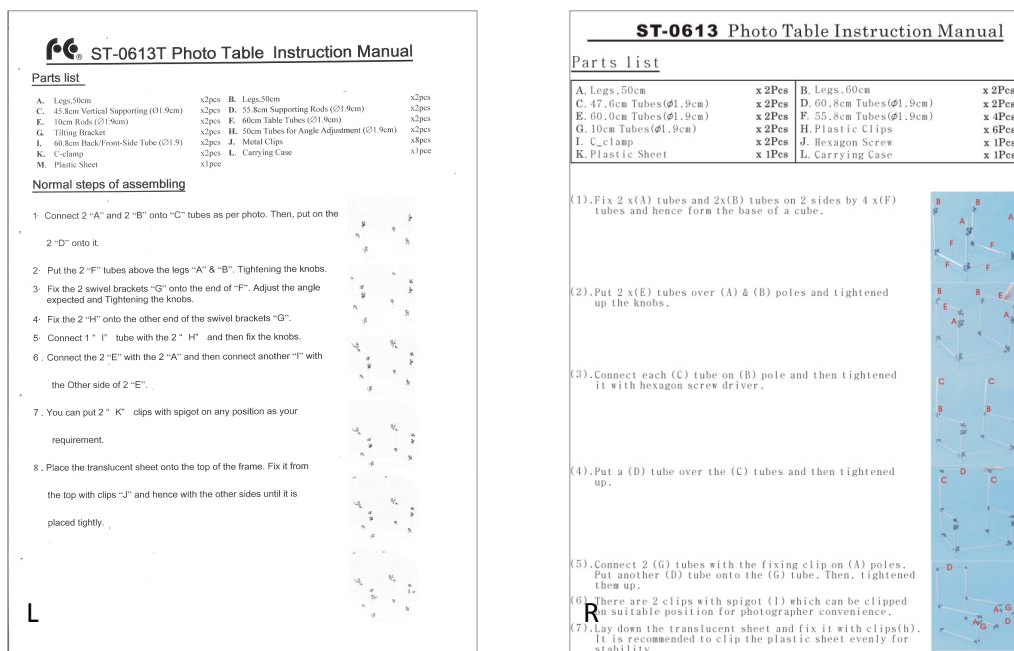 FC® ST-0613T Photo Table Instruction Manual
Parts list
A. Legs,50cm x2pcs B. Legs,50cm x2pcs
C. 45.8cm Vertical Supporting (Ø1.9cm) x2pcs D. 55.8cm Supporting Rods (∅1.9cm) x2pcs
E. 10cm Rods (∅1.9cm) x2pcs F. 60cm Table Tubes (∅1.9cm) x2pcs
G. Tilting Bracket x2pcs H. 50cm Tubes for Angle Adjustment (∅1.9cm) x2pcs
I. 60.8cm Back/Front-Side Tube (∅1.9) x2pcs J. Metal Clips x8pcs
K. C-clamp x2pcs L. Carrying Case x1pce
M. Plastic Sheet x1pce
Normal steps of assembling
1· Connect 2 “A” and 2 “B” onto “C” tubes as per photo. Then, put on the
2 “D” onto it.
2· Put the 2 “F” tubes above the legs “A” & “B”. Tightening the knobs.
3· Fix the 2 swivel brackets “G” onto the end of “F”. Adjust the angle
expected and Tightening the knobs.
4· Fix the 2 “H” onto the other end of the swivel brackets “G”.
5· Connect 1 “ I” tube with the 2 “ H” and then fix the knobs.
6 . Connect the 2 “E” with the 2 “A” and then connect another “I” with
the Other side of 2 “E”.
7 . You can put 2 “ K” clips with spigot on any position as your
requirement.
8 . Place the translucent sheet onto the top of the frame. Fix it from
the top with clips “J” and hence with the other sides until it is
placed tightly.
L
ST-0613 Photo Table Instruction Manual
Parts list
A. Legs,50cm x 2Pcs B. Legs,60cm x 2Pcs
C. 47.6cm Tubes(ϕ1.9cm) x 2Pcs D. 60.8cm Tubes(ϕ1.9cm) x 2Pcs
E. 60.0cm Tubes(ϕ1.9cm) x 2Pcs F. 55.8cm Tubes(ϕ1.9cm) x 4Pcs
G. 10cm Tubes(ϕ1.9cm) x 2Pcs H. Plastic Clips x 6Pcs
I. C_clamp x 2Pcs J. Hexagon Screw x 1Pcs
K. Plastic Sheet x 1Pcs L. Carrying Case x 1Pcs
(1).Fix 2 x(A) tubes and 2x(B) tubes on 2 sides by 4 x(F)
tubes and hence form the base of a cube.
B B
A A
F F
F F
(2).Put 2 x(E) tubes over (A) & (B) poles and tightened
up the knobs.
B B E
E
A A
(3).Connect each (C) tube on (B) pole and then tightened
it with hexagon screw driver.
C C
B B
(4).Put a (D) tube over the (C) tubes and then tightened
up.
D
C C
(5).Connect 2 (G) tubes with the fixing clip on (A) poles.
Put another (D) tube onto the (G) tube. Then, tightened
them up.
D
A G
A G D
(6).There are 2 clips with spigot (I) which can be clipped
on suitable position for photographer convenience.
R
(7).Lay down the translucent sheet and fix it with clips(h).
It is recommended to clip the plastic sheet evenly for
stability